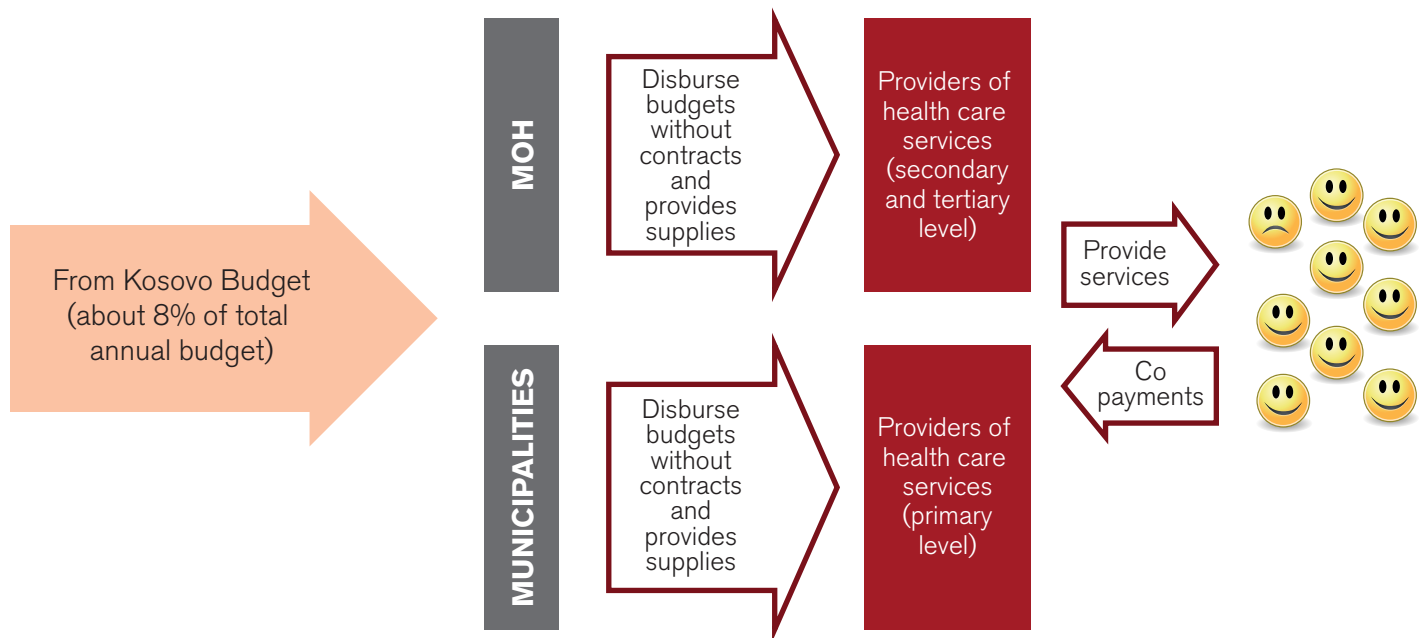 From Kosovo Budget
(about 8% of total
annual budget)
MOH
Disburse
budgets
without
contracts
and
provides
supplies
Providers of
health care
services
(secondary
and tertiary
level)
MUNICIPALITIES
Disburse
budgets
without
contracts
and
provides
supplies
Providers of
health care
services
(primary
level)
Provide
services
Co
payments